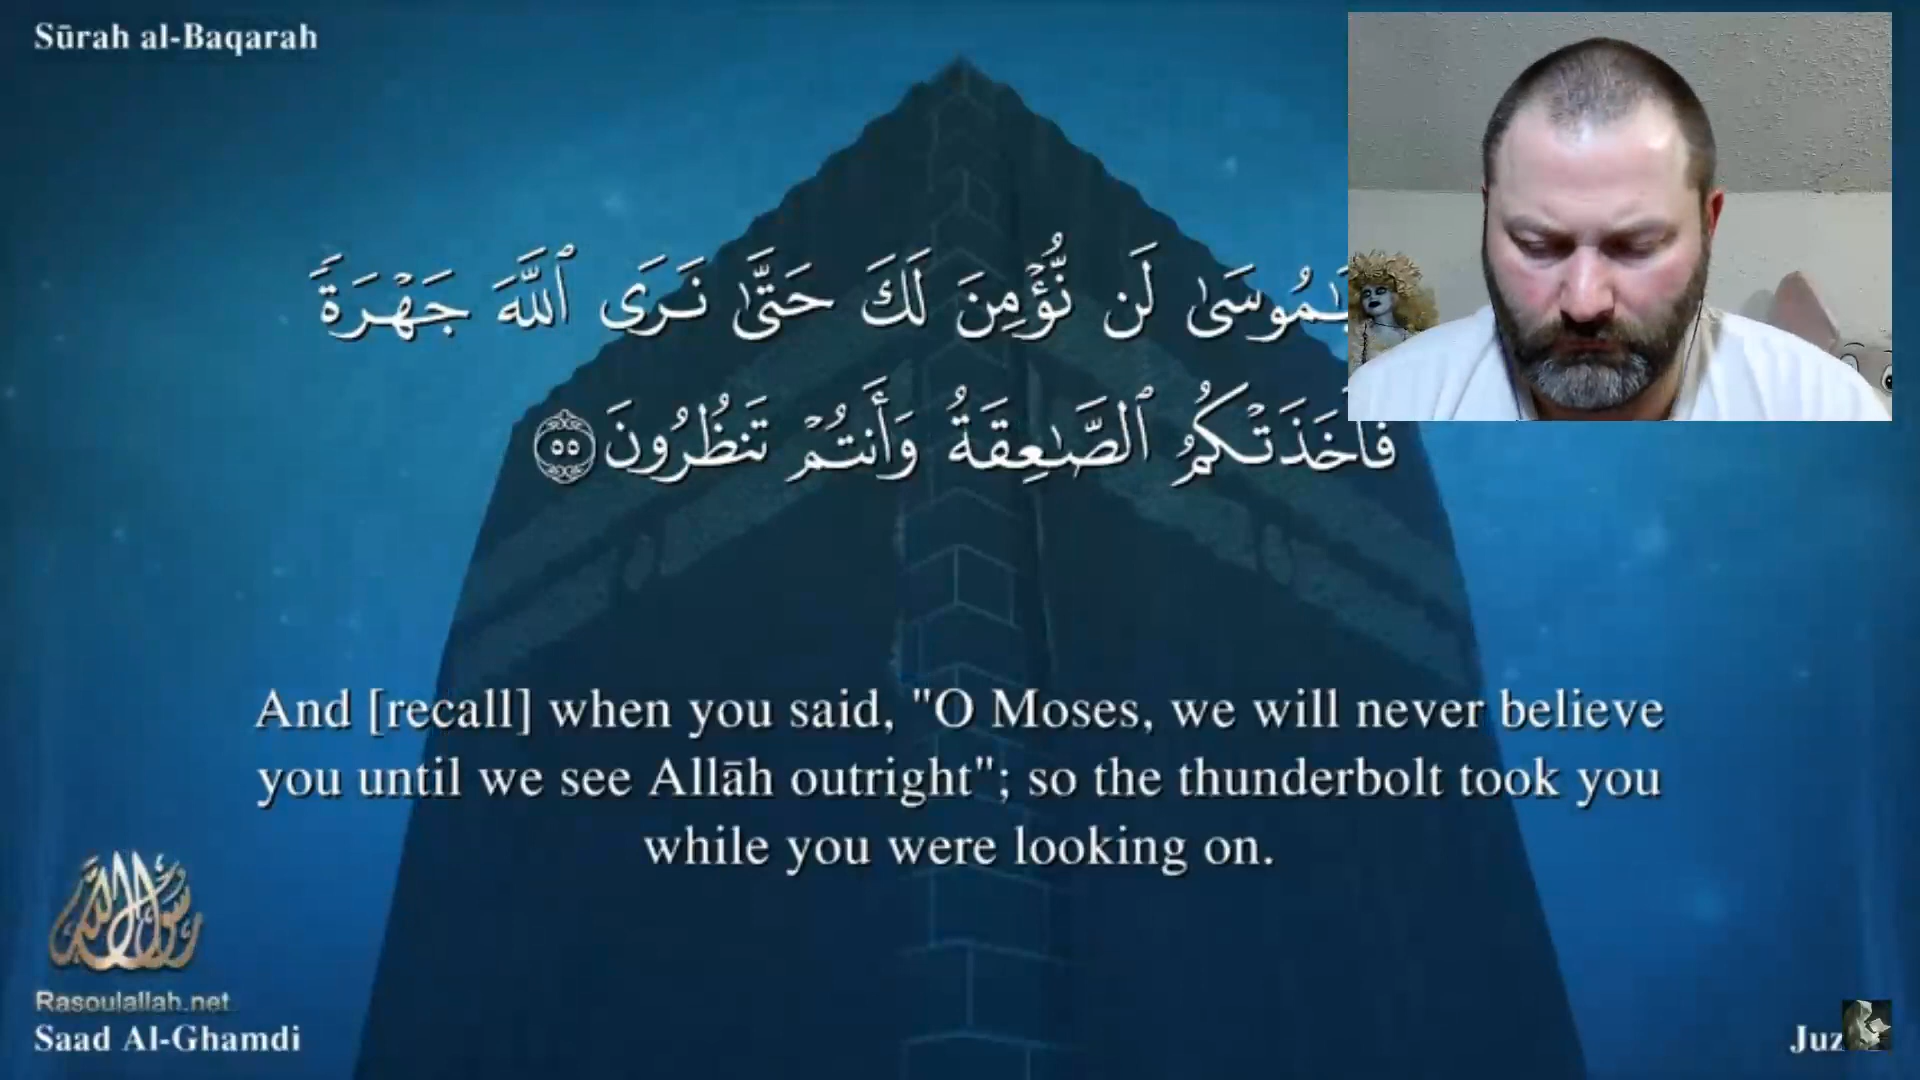 Sūrah al-Baqarah
يَٰمُوسَىٰ لَن نُّؤۡمِنَ لَكَ حَتَّىٰ نَرَى ٱللَّهَ جَهۡرَةٗ
فَأَخَذَتۡكُمُ ٱلصَّٰعِقَةُ وَأَنتُمۡ تَنظُرُونَ ٥٥
And [recall] when you said, "O Moses, we will never believe
you until we see Allāh outright"; so the thunderbolt took you
while you were looking on.
رسول الله
Rasoulallah.net
Saad Al-Ghamdi
Juz